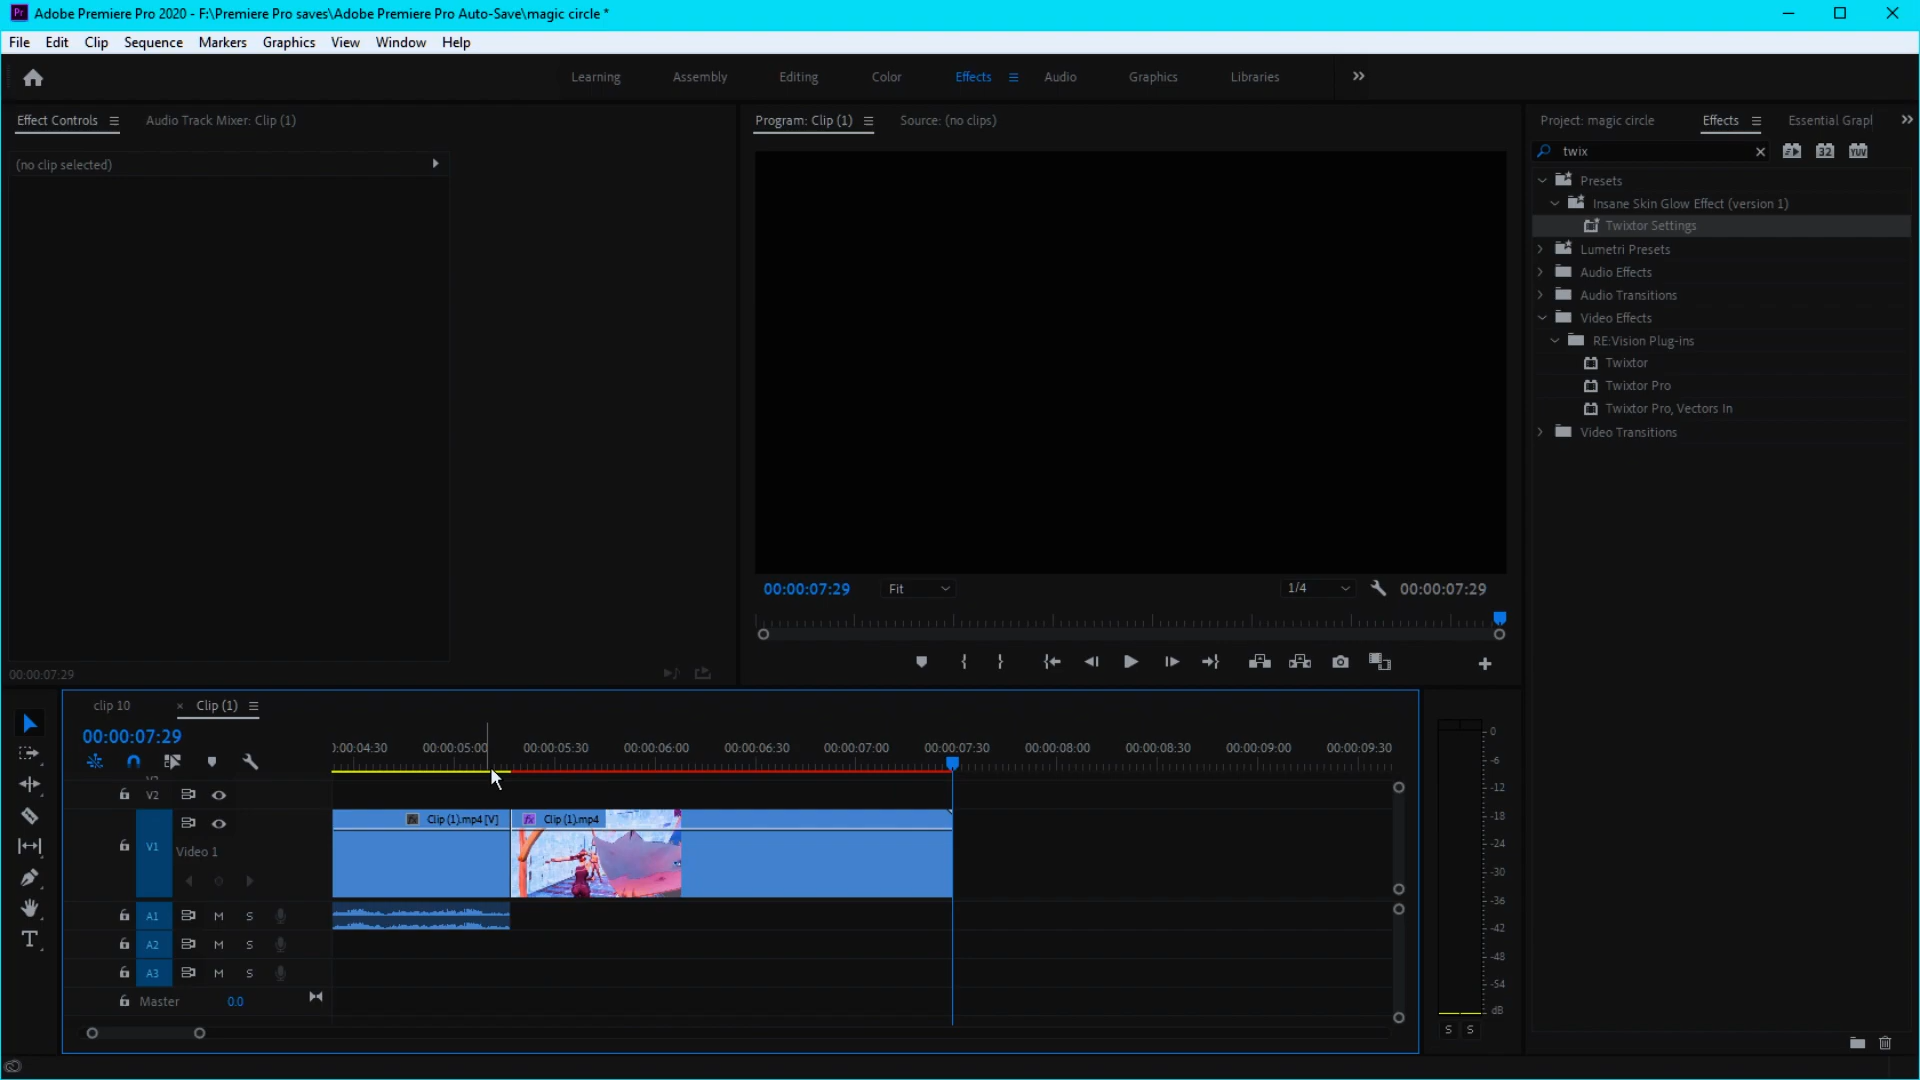 Adobe Premiere Pro 2020 - F:\Premiere Pro saves\Adobe Premiere Pro Auto-Save\magic circle *
File Edit Clip Sequence Markers Graphics View Window Help
Learning Assembly Editing Color Effects Audio Graphics Libraries
Effect Controls Audio Track Mixer: Clip (1)
(no clip selected)
00:00:07:29
Program: Clip (1) Source: (no clips)
00:00:07:29 Fit 1/4 00:00:07:29
Project: magic circle Effects Essential Grapl
twix
32 YUV
Presets
Insane Skin Glow Effect (version 1)
Twixtor Settings
Lumetri Presets
Audio Effects
Audio Transitions
Video Effects
RE:Vision Plug-ins
Twixtor
Twixtor Pro
Twixtor Pro, Vectors In
Video Transitions
clip 10 × Clip (1)
00:00:07:29
0:00:04:30 00:00:05:00 00:00:05:30 00:00:06:00 00:00:06:30 00:00:07:00 00:00:07:30 00:00:08:00 00:00:08:30 00:00:09:00 00:00:09:30
V2
fx Clip (1).mp4 [V] fx Clip (1).mp4
V1 Video 1
A1 M S
A2 M S
A3 M S
Master 0.0
0
-6
-12
-18
-24
-30
-36
-42
-48
-54
dB
S S